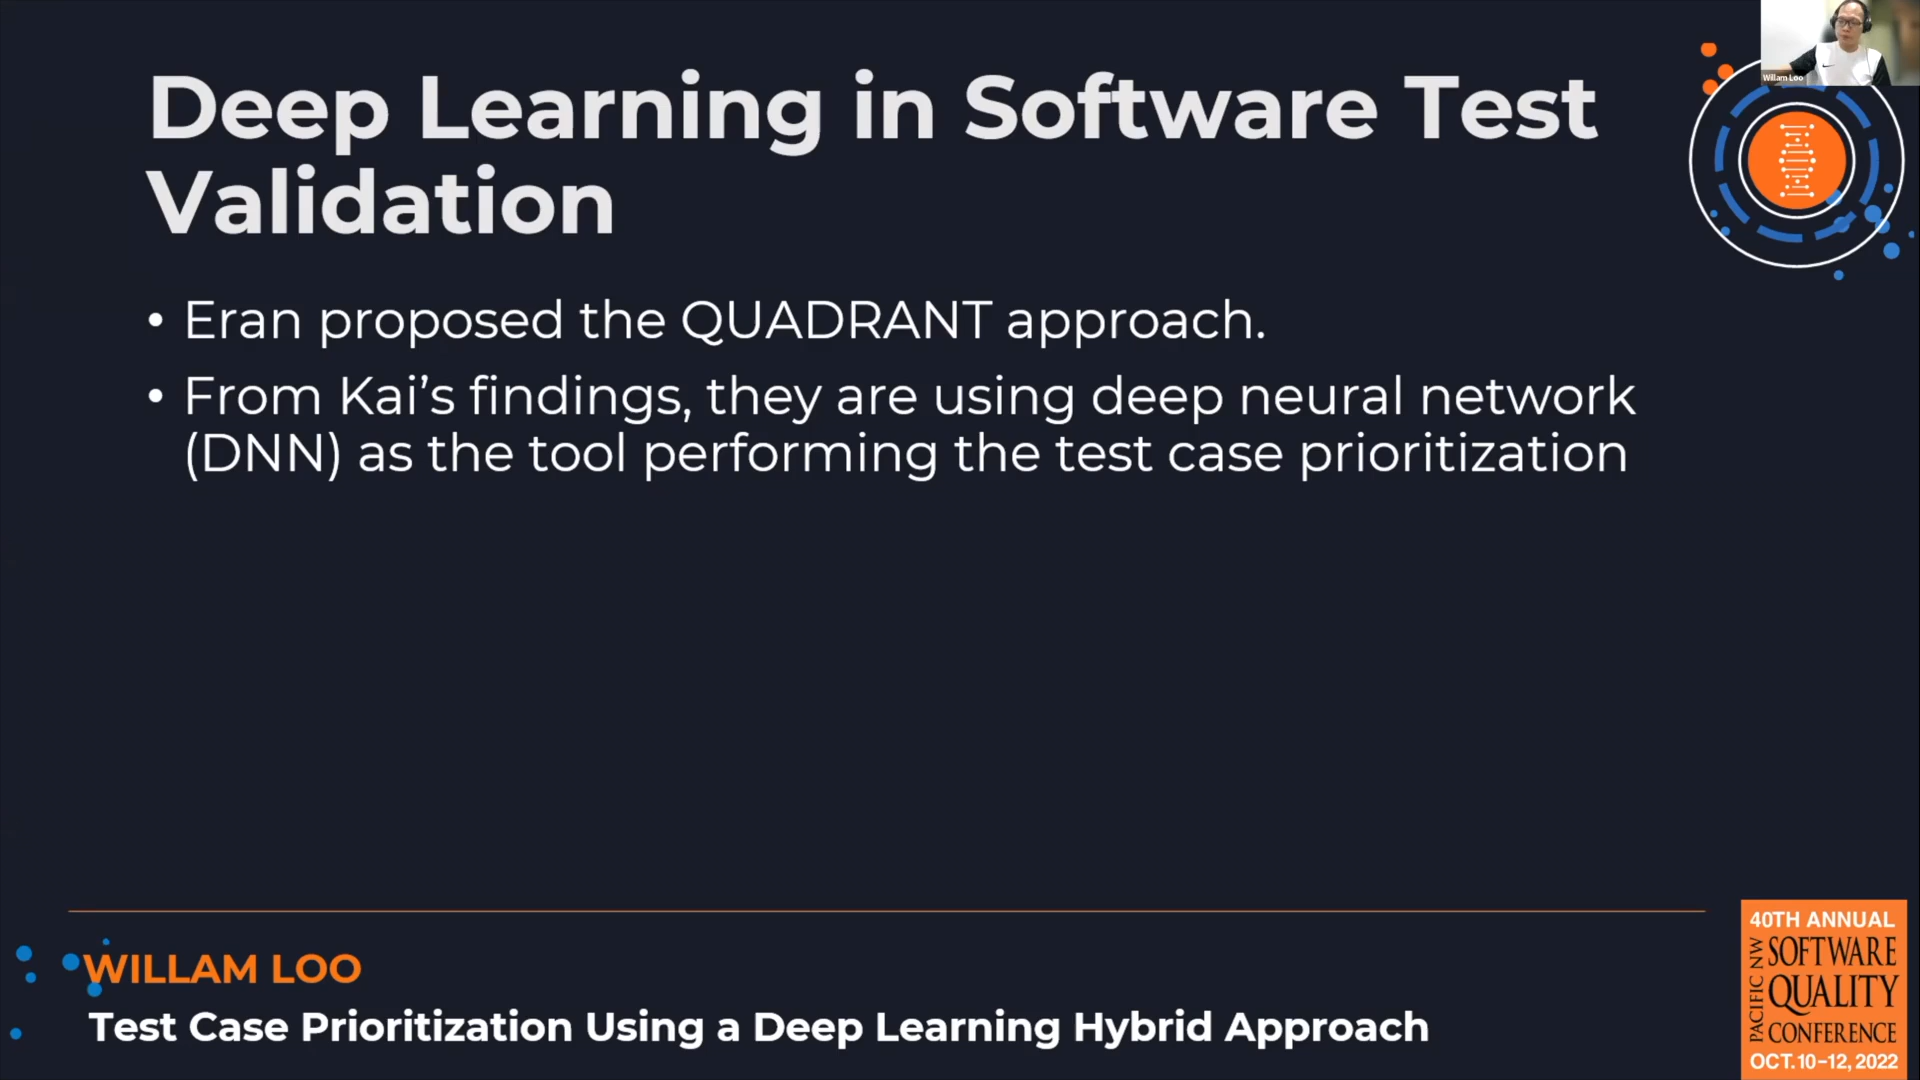 Willam Loo
Deep Learning in Software Test
Validation
• Eran proposed the QUADRANT approach.
• From Kai’s findings, they are using deep neural network
(DNN) as the tool performing the test case prioritization
WILLAM LOO
Test Case Prioritization Using a Deep Learning Hybrid Approach
40TH ANNUAL
PACIFIC NW
SOFTWARE
QUALITY
CONFERENCE
OCT. 10–12, 2022